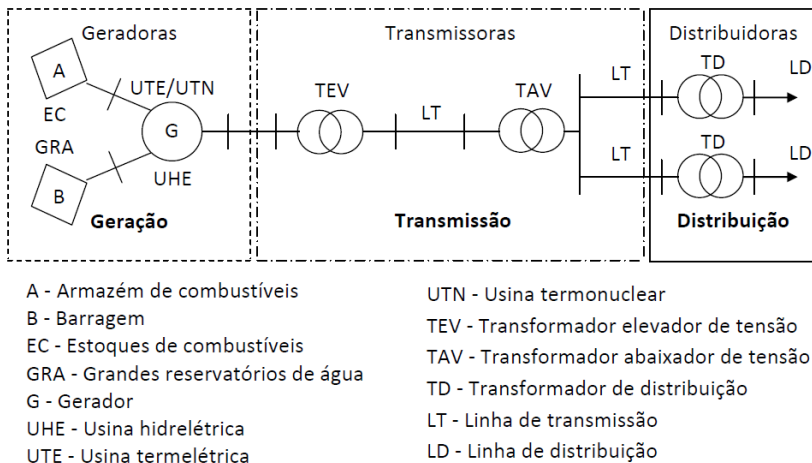 Geradoras
Transmissoras
Distribuidoras
A
UTE/UTN
EC
GRA
G
B
UHE
TEV
LT
TAV
LT
LT
TD
LD
TD
LD
Geração
Transmissão
Distribuição
A - Armazém de combustíveis
B - Barragem
EC - Estoques de combustíveis
GRA - Grandes reservatórios de água
G - Gerador
UHE - Usina hidrelétrica
UTE - Usina termelétrica
UTN - Usina termonuclear
TEV - Transformador elevador de tensão
TAV - Transformador abaixador de tensão
TD - Transformador de distribuição
LT - Linha de transmissão
LD - Linha de distribuição